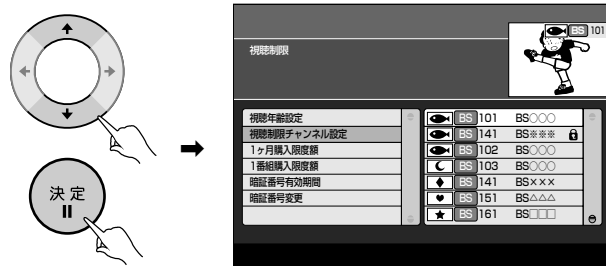 BS 101
視聴制限
視聴年齢設定
視聴制限チャンネル設定
1ヶ月購入限度額
1番組購入限度額
暗証番号有効期間
暗証番号変更
BS 101 BS○○○
BS 141 BS※※※
BS 102 BS○○○
BS 103 BS○○○
BS 141 BS×××
BS 151 BS△△△
BS 161 BS□□□
決定